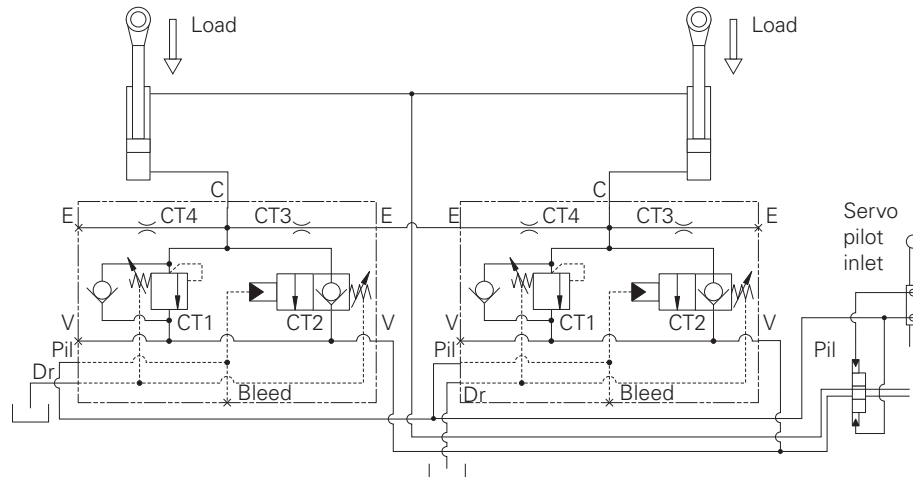 Load
Load
C
C
E
CT4
CT3
E
E
CT4
CT3
E
Servo
pilot
inlet
CT1
CT2
CT1
CT2
V
V
V
V
Pil
Pil
Pil
Dr
Bleed
Dr
Bleed